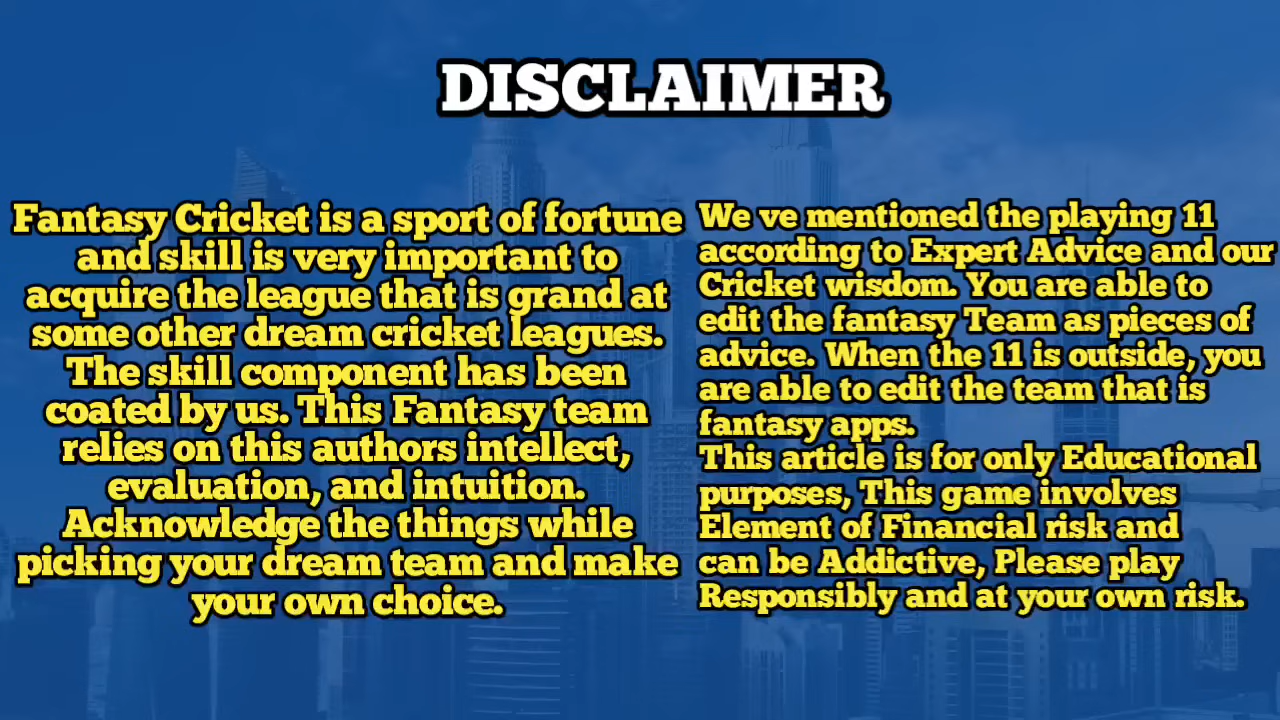 DISCLAIMER
Fantasy Cricket is a sport of fortune
and skill is very important to
acquire the league that is grand at
some other dream cricket leagues.
The skill component has been
coated by us. This Fantasy team
relies on this authors intellect,
evaluation, and intuition.
Acknowledge the things while
picking your dream team and make
your own choice.
We ve mentioned the playing 11
according to Expert Advice and our
Cricket wisdom. You are able to
edit the fantasy Team as pieces of
advice. When the 11 is outside, you
are able to edit the team that is
fantasy apps.
This article is for only Educational
purposes, This game involves
Element of Financial risk and
can be Addictive, Please play
Responsibly and at your own risk.